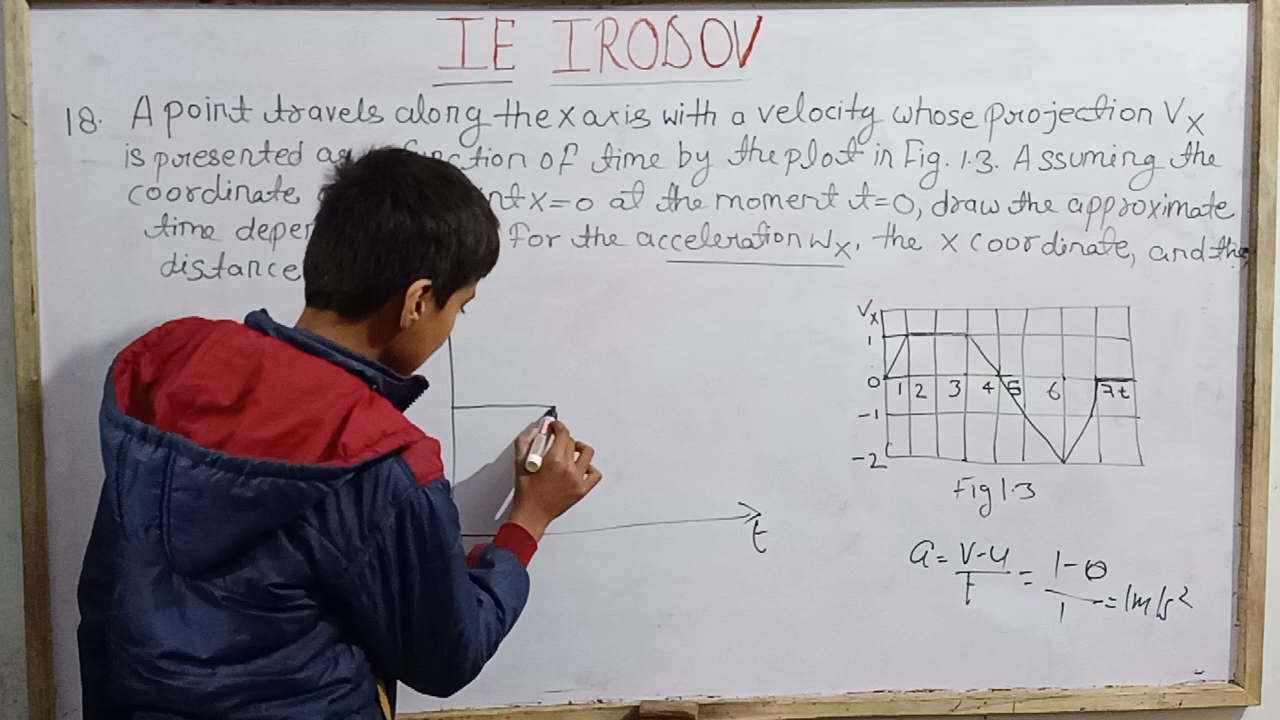 IE IRODOV
18. A point travels along the x axis with a velocity whose projection Vx
is presented as function of time by the plot in Fig. 1.3. Assuming the
coordinate x=0 at the moment t=0, draw the approximate
time for the acceleration Wx, the x coordinate, and the
distance
Vx
1
0 1 2 3 4 5 6 7 t
-1
-2
Fig 1.3
t
a = V-u / t = 1-0 / 1 = 1m/s²